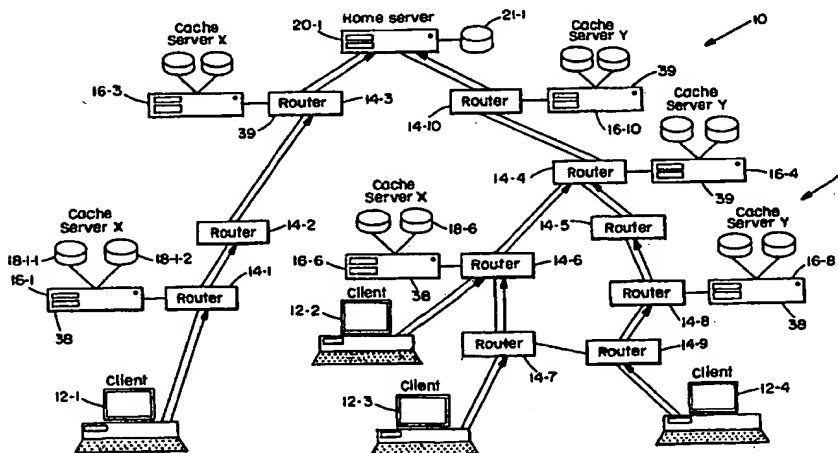 Home server
20-1
21-1
10
Cache Server X
Cache Server Y
16-3
Router
14-3
39
Router
14-10
39
16-10
Cache Server Y
Router
14-4
16-4
39
Cache Server X
18-1-1
18-1-2
16-1
38
Router
14-2
Router
14-1
Cache Server X
18-6
16-6
38
Router
14-6
14-5
Router
Cache Server Y
16-8
Router
14-8
38
Client
12-2
Router
14-7
Router
14-9
Client
12-1
Client
12-3
Client
12-4